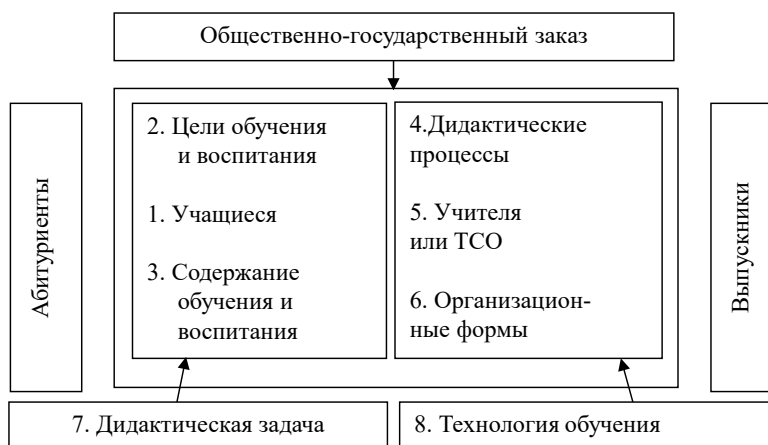 Общественно-государственный заказ
Абитуриенты
2. Цели обучения
и воспитания
1. Учащиеся
3. Содержание
обучения и
воспитания
4.Дидактические
процессы
5. Учителя
или ТСО
6. Организацион-
ные формы
Выпускники
7. Дидактическая задача
8. Технология обучения